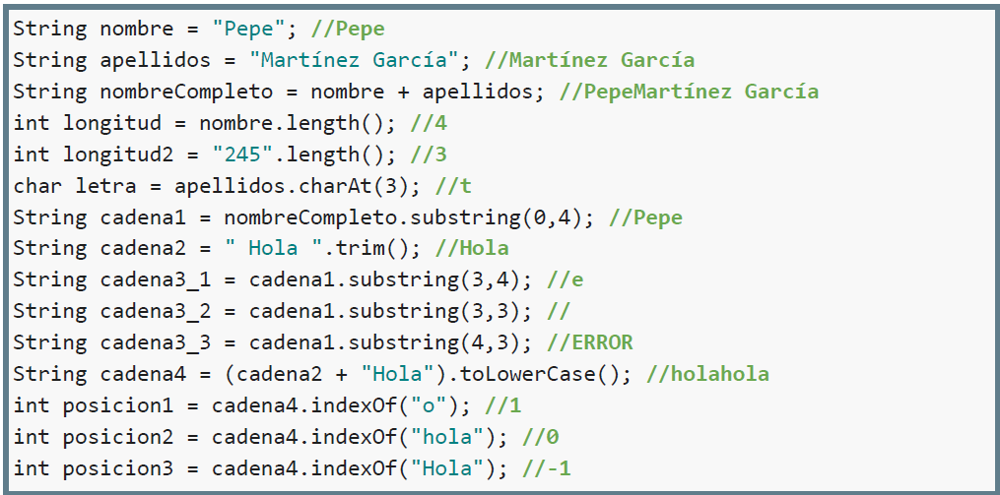 String nombre = "Pepe"; //Pepe
String apellidos = "Martínez García"; //Martínez García
String nombreCompleto = nombre + apellidos; //PepeMartínez García
int longitud = nombre.length(); //4
int longitud2 = "245".length(); //3
char letra = apellidos.charAt(3); //t
String cadena1 = nombreCompleto.substring(0,4); //Pepe
String cadena2 = " Hola ".trim(); //Hola
String cadena3_1 = cadena1.substring(3,4); //e
String cadena3_2 = cadena1.substring(3,3); //
String cadena3_3 = cadena1.substring(4,3); //ERROR
String cadena4 = (cadena2 + "Hola").toLowerCase(); //holahola
int posicion1 = cadena4.indexOf("o"); //1
int posicion2 = cadena4.indexOf("hola"); //0
int posicion3 = cadena4.indexOf("Hola"); //-1